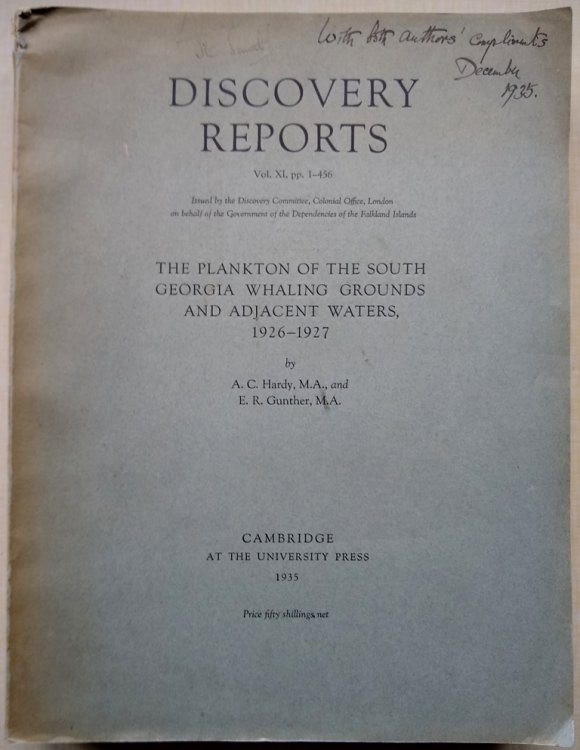 With both authors' compliments
December
1935.
DISCOVERY
REPORTS
Vol. XI, pp. 1–456
Issued by the Discovery Committee, Colonial Office, London
on behalf of the Government of the Dependencies of the Falkland Islands
THE PLANKTON OF THE SOUTH
GEORGIA WHALING GROUNDS
AND ADJACENT WATERS,
1926–1927
by
A. C. Hardy, M.A., and
E. R. Gunther, M.A.
CAMBRIDGE
AT THE UNIVERSITY PRESS
1935
Price fifty shillings net